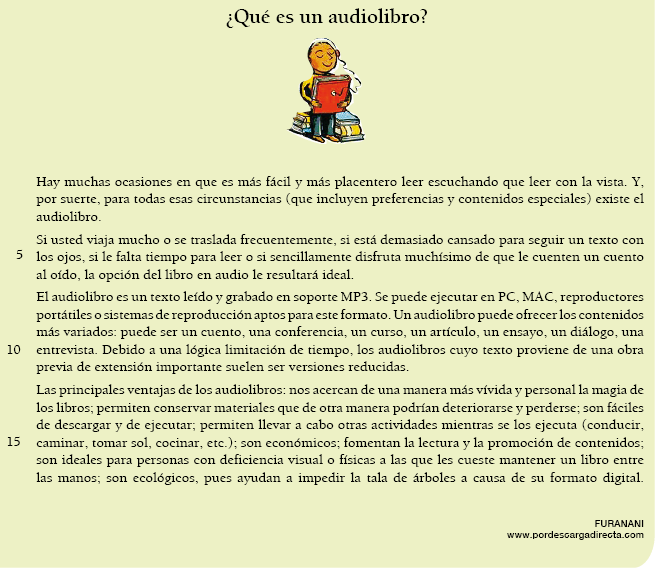 ¿Qué es un audiolibro?
Hay muchas ocasiones en que es más fácil y más placentero leer escuchando que leer con la vista. Y,
por suerte, para todas esas circunstancias (que incluyen preferencias y contenidos especiales) existe el
audiolibro.
Si usted viaja mucho o se traslada frecuentemente, si está demasiado cansado para seguir un texto con
5 los ojos, si le falta tiempo para leer o si sencillamente disfruta muchísimo de que le cuenten un cuento
al oído, la opción del libro en audio le resultará ideal.
El audiolibro es un texto leído y grabado en soporte MP3. Se puede ejecutar en PC, MAC, reproductores
portátiles o sistemas de reproducción aptos para este formato. Un audiolibro puede ofrecer los contenidos
más variados: puede ser un cuento, una conferencia, un curso, un artículo, un ensayo, un diálogo, una
10 entrevista. Debido a una lógica limitación de tiempo, los audiolibros cuyo texto proviene de una obra
previa de extensión importante suelen ser versiones reducidas.
Las principales ventajas de los audiolibros: nos acercan de una manera más vívida y personal la magia de
los libros; permiten conservar materiales que de otra manera podrían deteriorarse y perderse; son fáciles
de descargar y de ejecutar; permiten llevar a cabo otras actividades mientras se los ejecuta (conducir,
15 caminar, tomar sol, cocinar, etc.); son económicos; fomentan la lectura y la promoción de contenidos;
son ideales para personas con deficiencia visual o físicas a las que les cueste mantener un libro entre
las manos; son ecológicos, pues ayudan a impedir la tala de árboles a causa de su formato digital.
FURANANI
www.pordescargadirecta.com